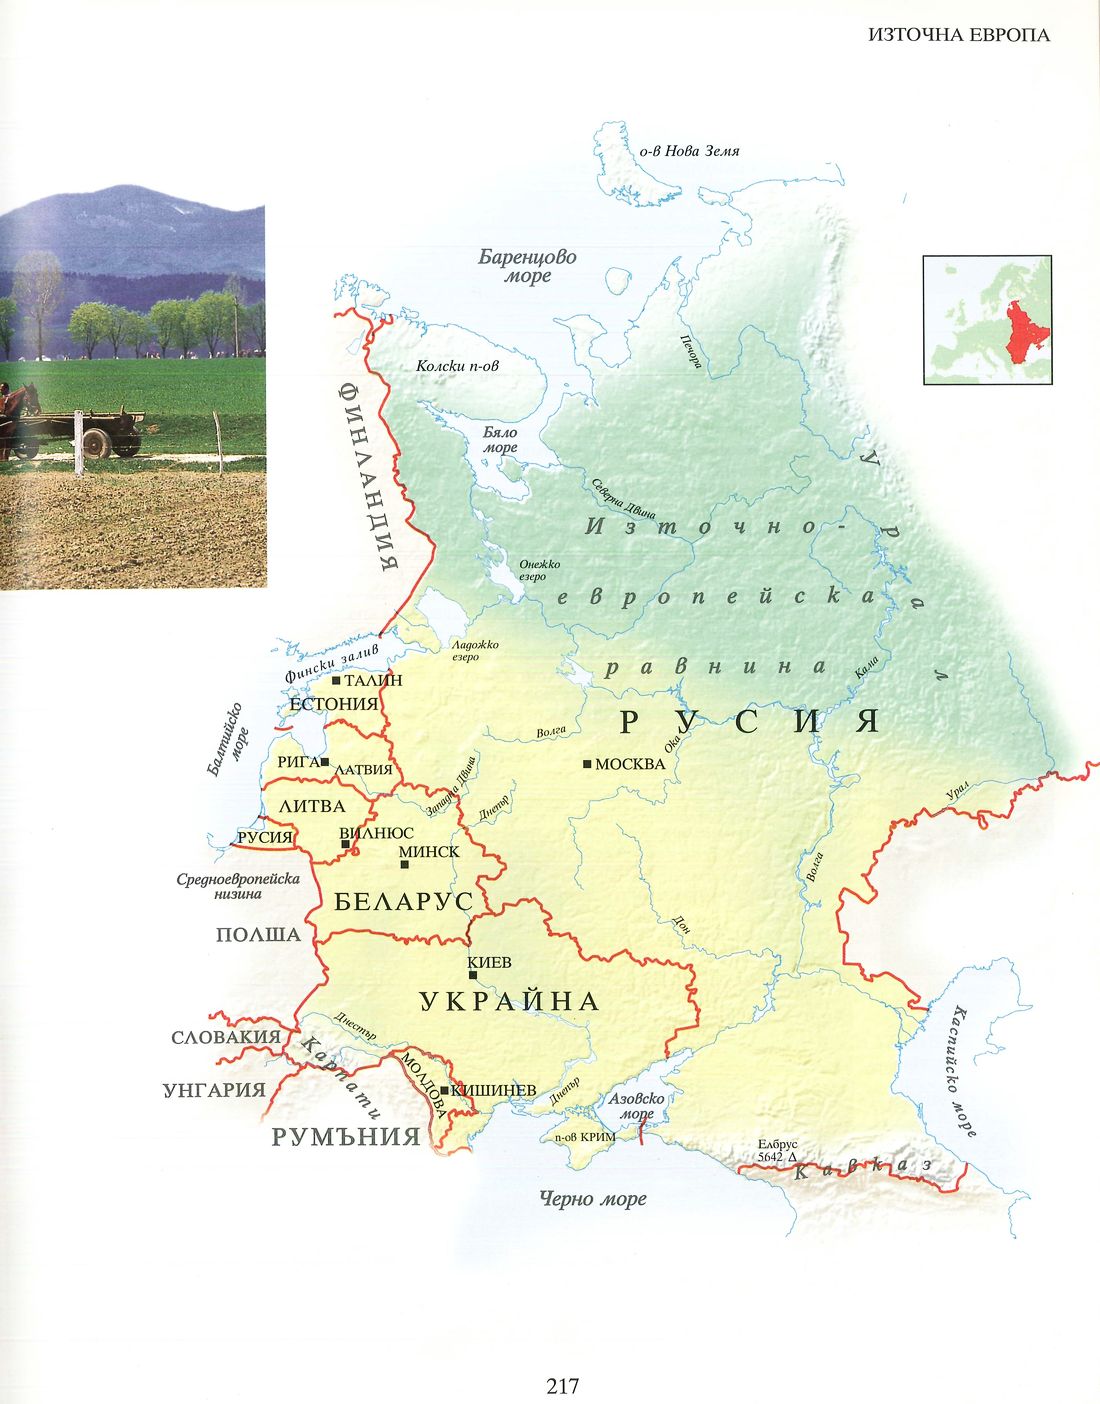 ИЗТОЧНА ЕВРОПА
о-в Нова Земя
Баренцово
море
Печора
Колски п-ов
ФИНЛАНДИЯ
Бяло
море
Северна Двина
Урал
Източно-
европейска
равнина
Онежко
езеро
Ладожко
езеро
Фински залив
Кама
ТАЛИН
ЕСТОНИЯ
Балтийско
море
РУСИЯ
Волга
Ока
МОСКВА
РИГА
ЛАТВИЯ
Западна Двина
Днепър
Урал
ЛИТВА
РУСИЯ
ВИЛНЮС
МИНСК
Волга
Средноевропейска
низина
БЕЛАРУС
ПОЛША
Дон
КИЕВ
УКРАЙНА
Днестър
СЛОВАКИЯ
Карпати
Каспийско море
УНГАРИЯ
МОЛДОВА
КИШИНЕВ
Днепър
Азовско
море
РУМЪНИЯ
п-ов КРИМ
Елбрус
5642 Δ
Кавказ
Черно море
217